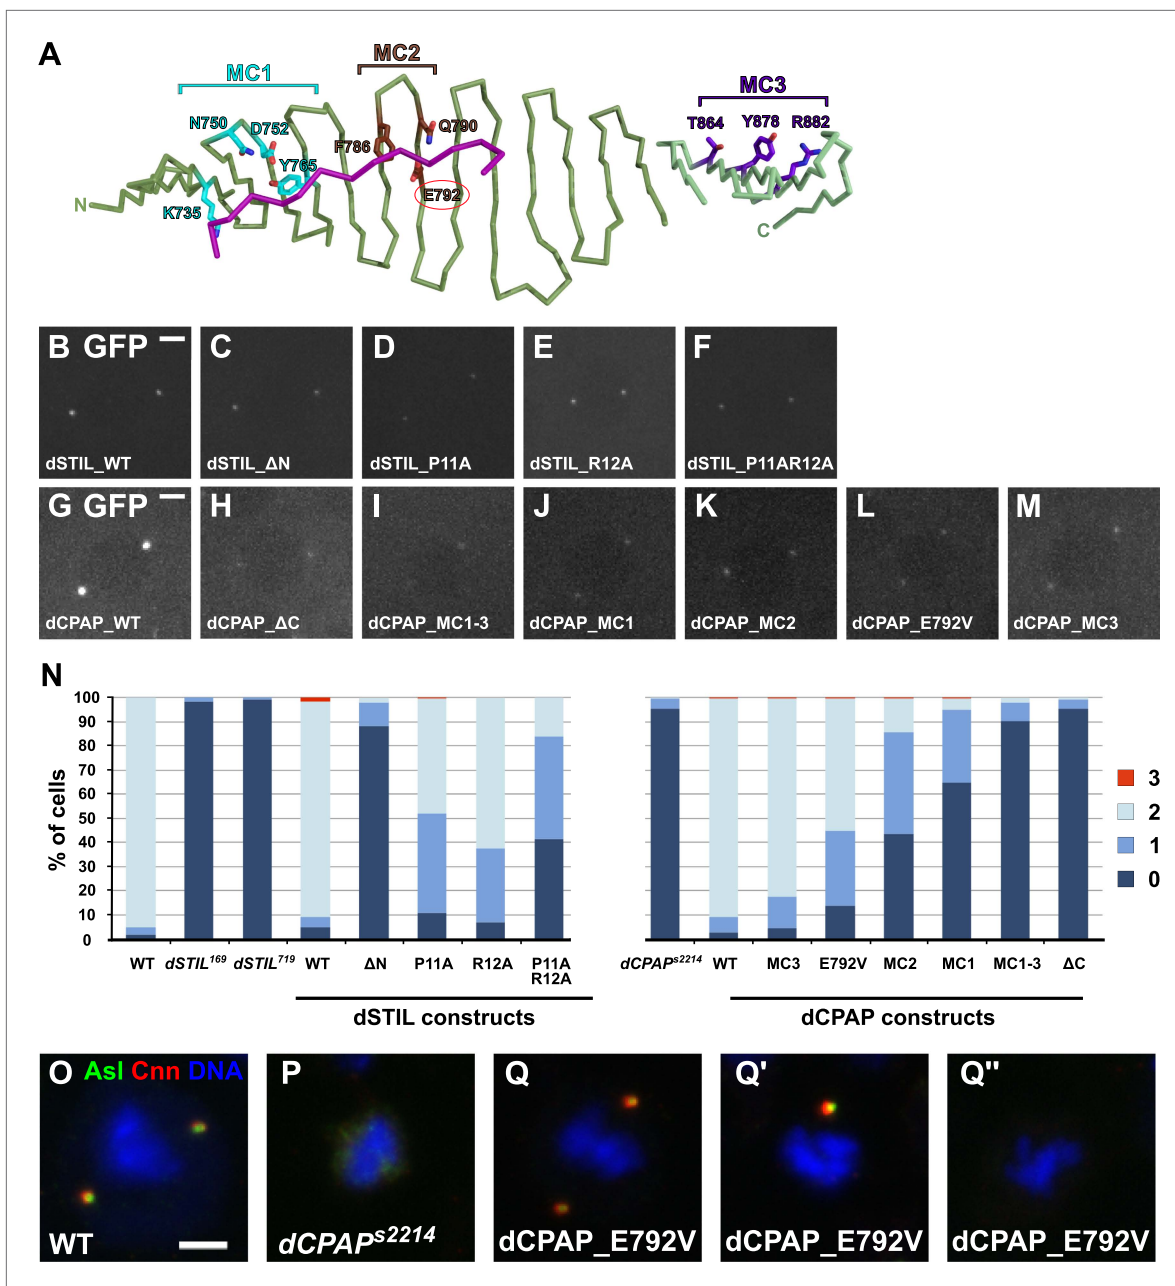 A
MC1
MC2
MC3
N750
D752
Y765
K735
N
F786
Q790
E792
T864
Y878
R882
C
B GFP
dSTIL_WT
C
dSTIL_ΔN
D
dSTIL_P11A
E
dSTIL_R12A
F
dSTIL_P11AR12A
G GFP
dCPAP_WT
H
dCPAP_ΔC
I
dCPAP_MC1-3
J
dCPAP_MC1
K
dCPAP_MC2
L
dCPAP_E792V
M
dCPAP_MC3
N
% of cells
100
90
80
70
60
50
40
30
20
10
0
WT
dSTIL169
dSTIL719
WT
ΔN
P11A
R12A
P11A
R12A
dSTIL constructs
dCPAPs2214
WT
MC3
E792V
MC2
MC1
MC1-3
ΔC
dCPAP constructs
3
2
1
0
O Asl Cnn DNA
WT
P
dCPAPs2214
Q
dCPAP_E792V
Q'
dCPAP_E792V
Q"
dCPAP_E792V